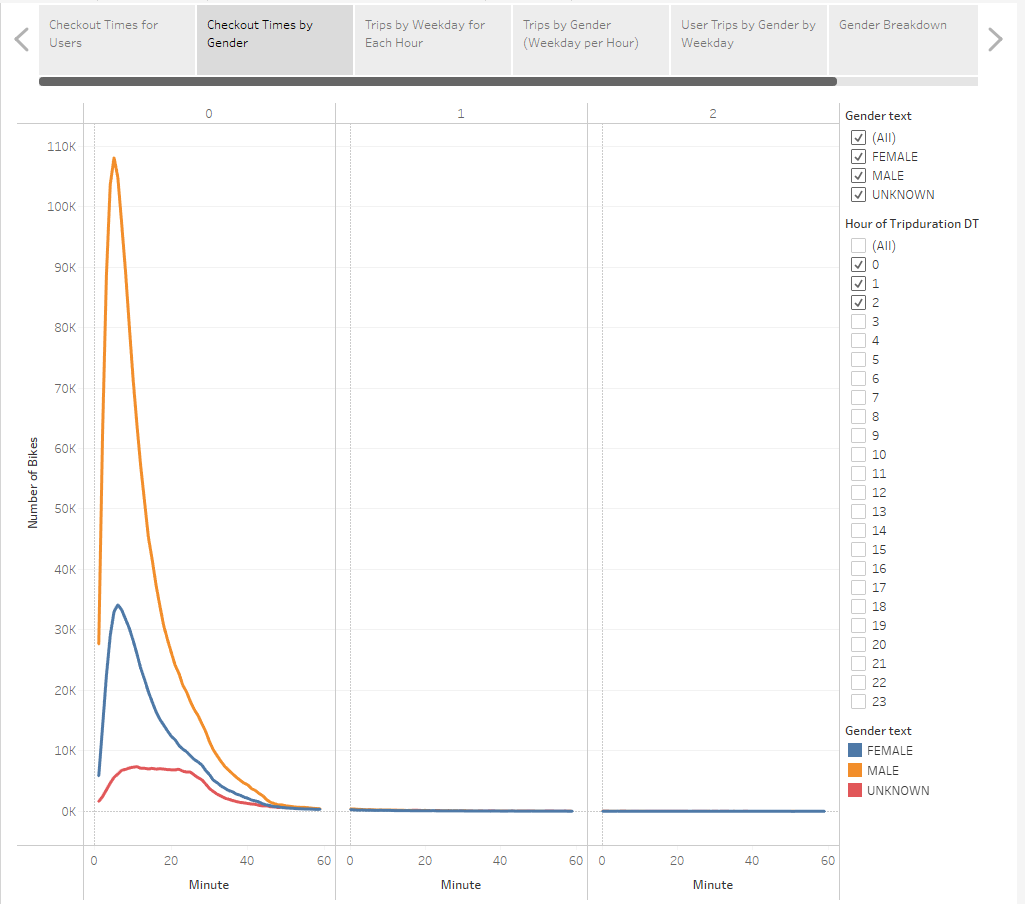 Checkout Times for
Users
Checkout Times by
Gender
Trips by Weekday for
Each Hour
Trips by Gender
(Weekday per Hour)
User Trips by Gender by
Weekday
Gender Breakdown
0
1
2
110K
100K
90K
80K
70K
60K
50K
40K
30K
20K
10K
0K
Number of Bikes
0
20
40
60
0
20
40
60
0
20
40
60
Minute
Minute
Minute
Gender text
(All)
FEMALE
MALE
UNKNOWN
Hour of Tripduration DT
(All)
0
1
2
3
4
5
6
7
8
9
10
11
12
13
14
15
16
17
18
19
20
21
22
23
Gender text
FEMALE
MALE
UNKNOWN